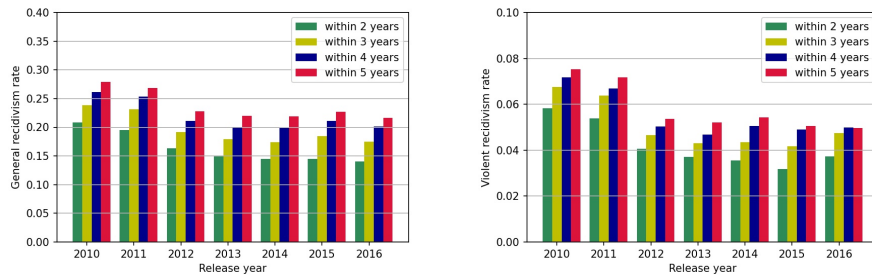 0.40
0.35
0.30
0.25
0.20
0.15
0.10
0.05
0.00
General recidivism rate
within 2 years
within 3 years
within 4 years
within 5 years
2010 2011 2012 2013 2014 2015 2016
Release year
0.10
0.08
0.06
0.04
0.02
0.00
Violent recidivism rate
within 2 years
within 3 years
within 4 years
within 5 years
2010 2011 2012 2013 2014 2015 2016
Release year